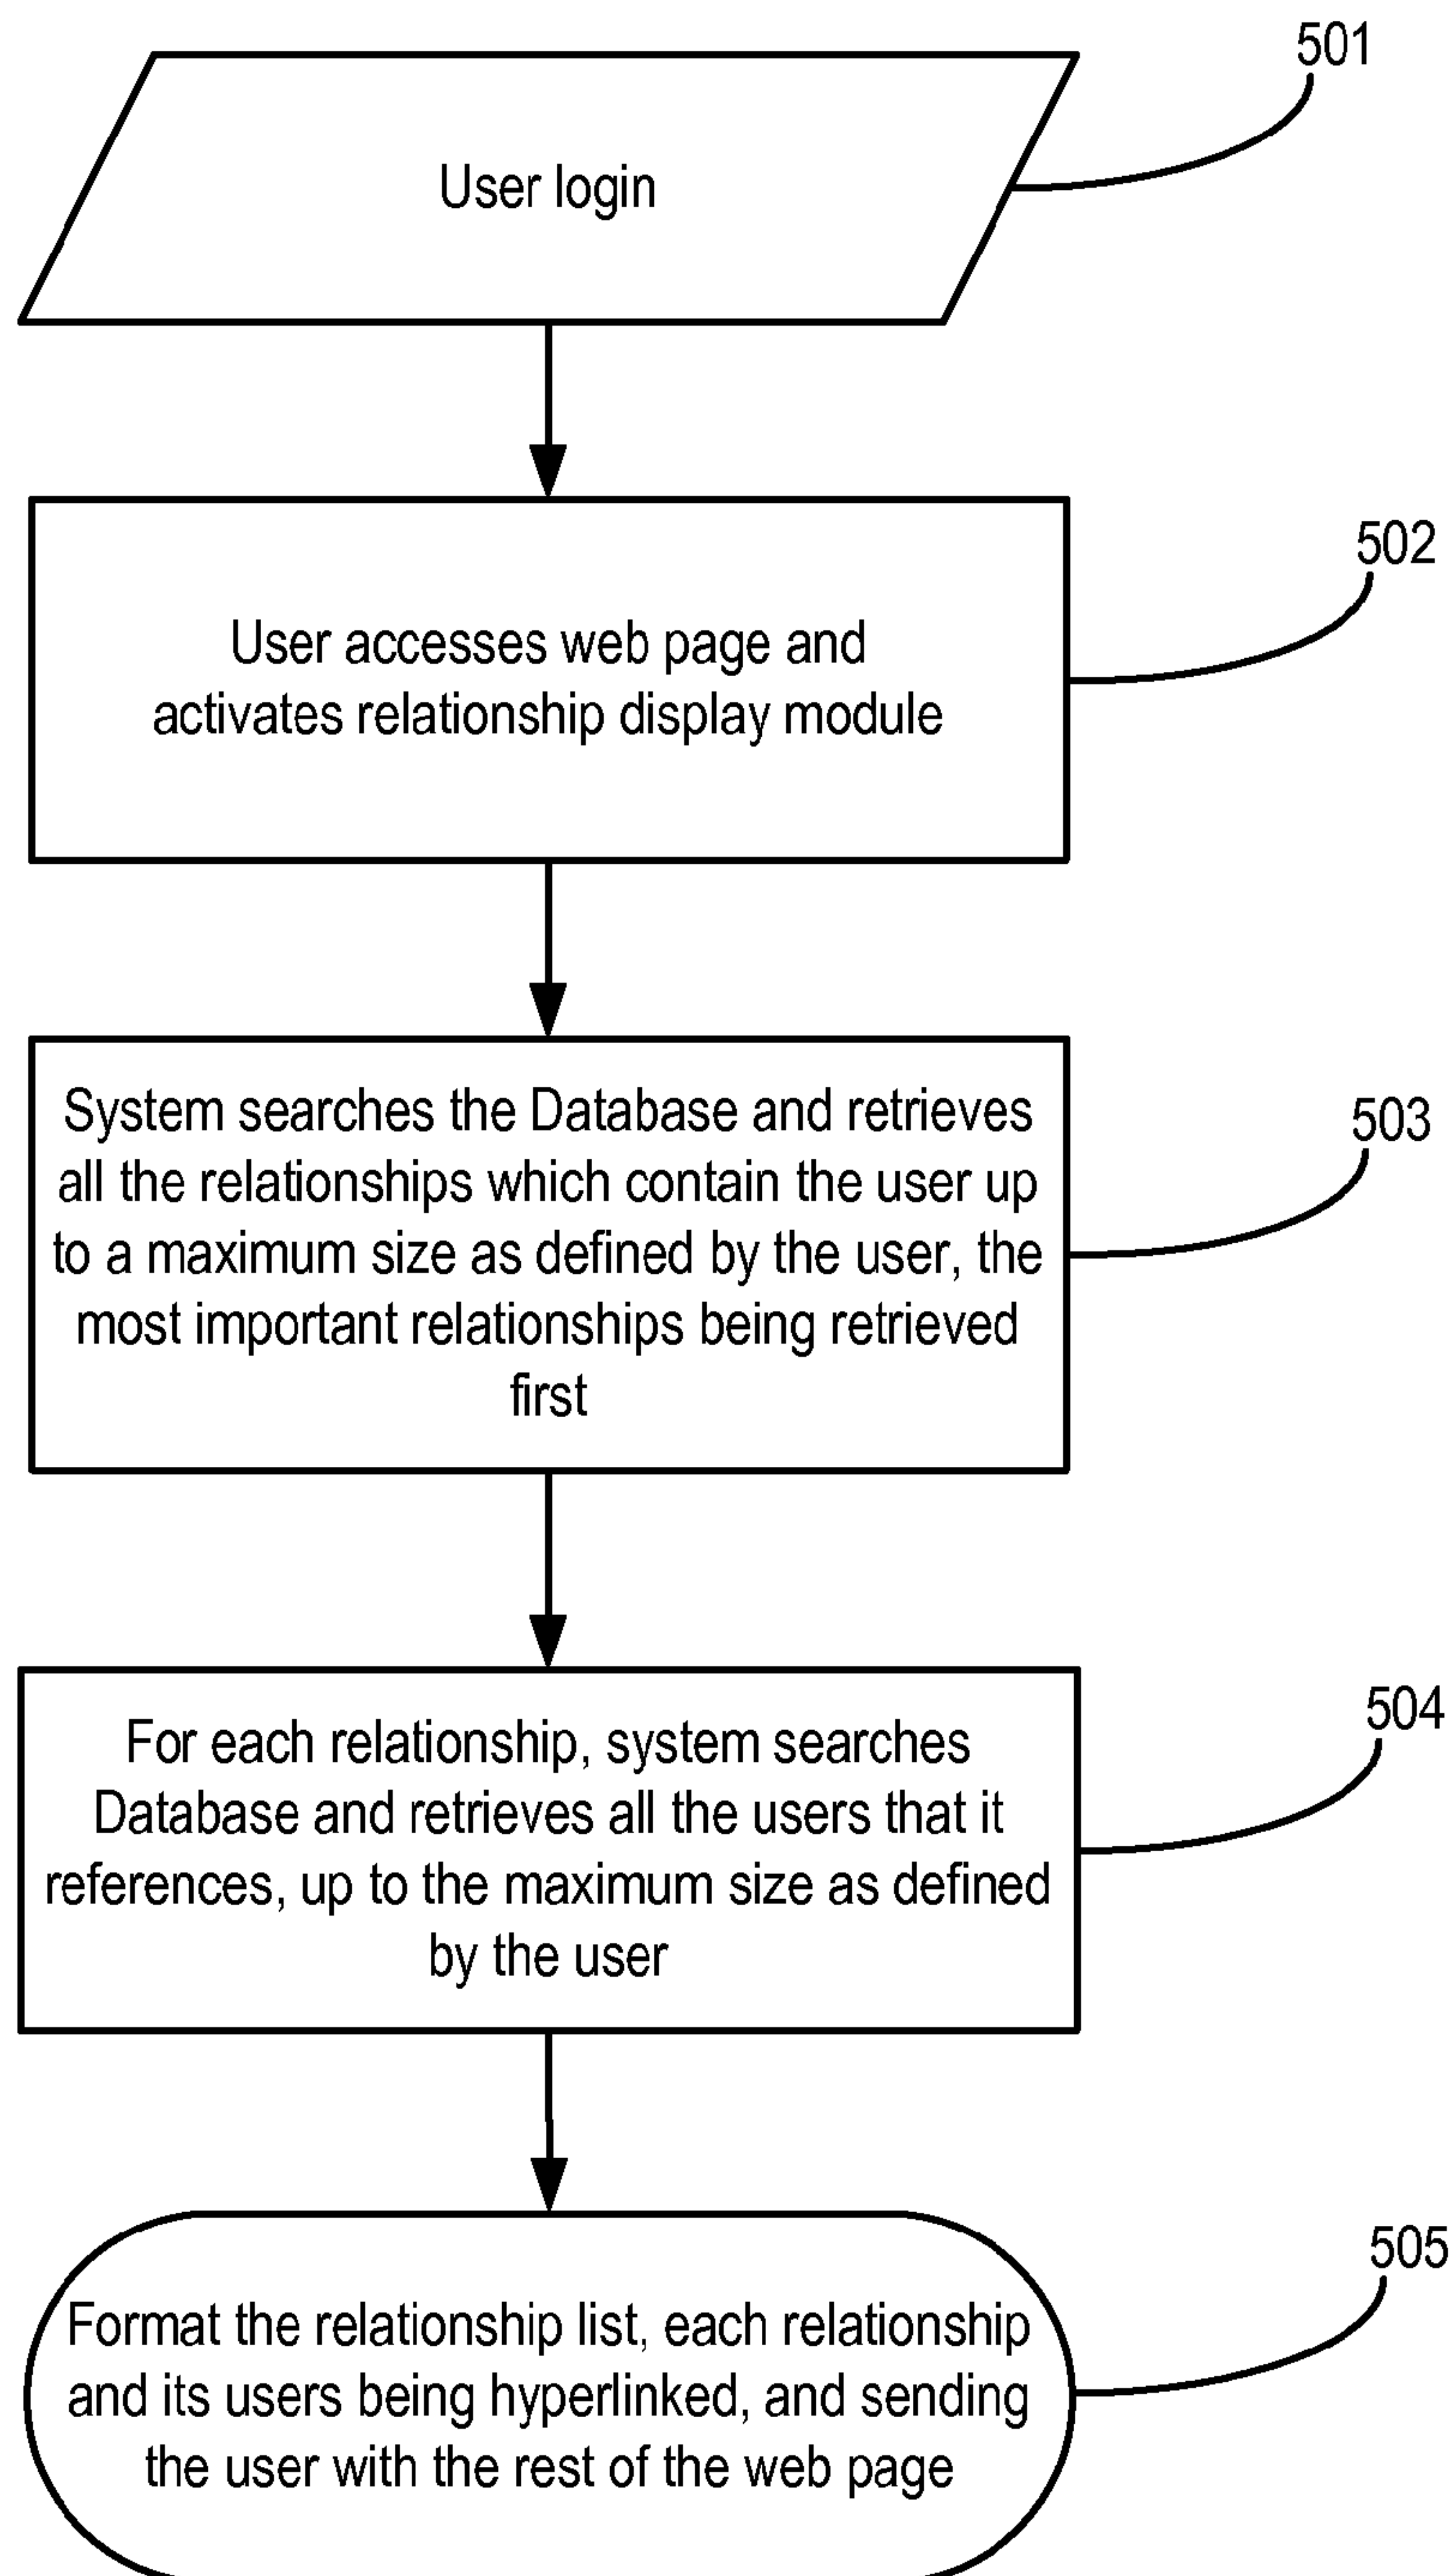 501
User login
502
User accesses web page and
activates relationship display module
503
System searches the Database and retrieves
all the relationships which contain the user up
to a maximum size as defined by the user, the
most important relationships being retrieved
first
504
For each relationship, system searches
Database and retrieves all the users that it
references, up to the maximum size as defined
by the user
505
Format the relationship list, each relationship
and its users being hyperlinked, and sending
the user with the rest of the web page